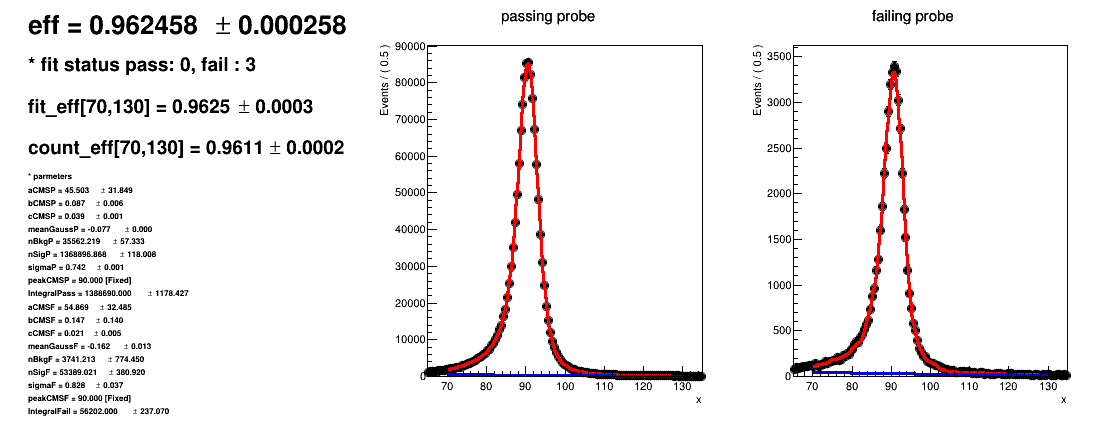 eff = 0.962458 ± 0.000258
* fit status pass: 0, fail : 3
fit_eff[70,130] = 0.9625 ± 0.0003
count_eff[70,130] = 0.9611 ± 0.0002
* parmeters
aCMSP = 45.503 ± 31.849
bCMSP = 0.087 ± 0.006
cCMSP = 0.039 ± 0.001
meanGaussP = -0.077 ± 0.000
nBkgP = 35562.219 ± 57.333
nSigP = 1368896.868 ± 118.008
sigmaP = 0.742 ± 0.001
peakCMSP = 90.000 [Fixed]
IntegralPass = 1388690.000 ± 1178.427
aCMSF = 54.869 ± 32.485
bCMSF = 0.147 ± 0.140
cCMSF = 0.021 ± 0.005
meanGaussF = -0.162 ± 0.013
nBkgF = 3741.213 ± 774.450
nSigF = 53389.021 ± 380.920
sigmaF = 0.828 ± 0.037
peakCMSF = 90.000 [Fixed]
IntegralFail = 56202.000 ± 237.070
passing probe
Events / ( 0.5 )
90000
80000
70000
60000
50000
40000
30000
20000
10000
0
70 80 90 100 110 120 130
x
failing probe
Events / ( 0.5 )
3500
3000
2500
2000
1500
1000
500
0
70 80 90 100 110 120 130
x